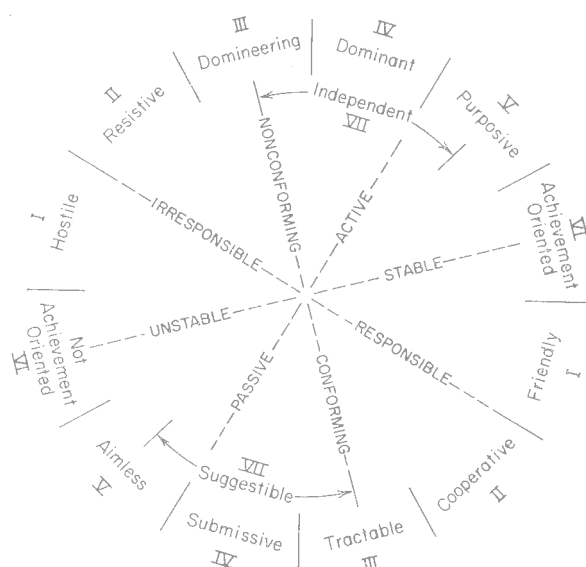 III
Domineering
IV
Dominant
II
Resistive
Independent
VII
V
Purposive
NONCONFORMING
ACTIVE
VI
Achievement
Oriented
I
Hostile
IRRESPONSIBLE
STABLE
UNSTABLE
RESPONSIBLE
Not
Achievement
Oriented
VI
Friendly
I
PASSIVE
CONFORMING
Aimless
V
VII
Suggestible
Cooperative
II
Submissive
IV
Tractable
III